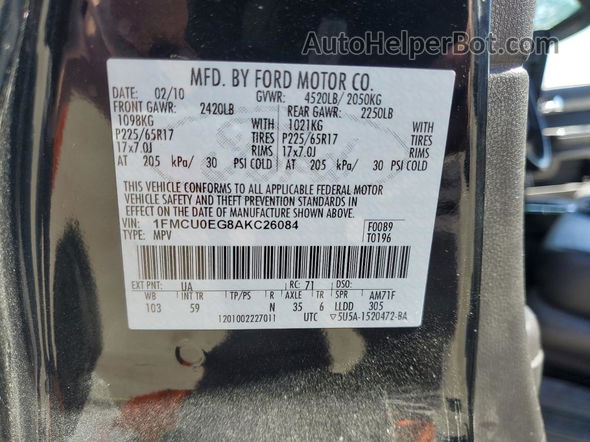 AutoHelperBot.com
MFD. BY FORD MOTOR CO.
DATE: 02/10 GVWR: 4520LB/ 2050KG
FRONT GAWR: 2420LB REAR GAWR: 2250LB
1098KG WITH 1021KG WITH
P225/65R17 TIRES P225/65R17 TIRES
17x7.0J RIMS 17x7.0J RIMS
AT 205 kPa/ 30 PSI COLD AT 205 kPa/ 30 PSI COLD
THIS VEHICLE CONFORMS TO ALL APPLICABLE FEDERAL MOTOR
VEHICLE SAFETY AND THEFT PREVENTION STANDARDS IN
EFFECT ON THE DATE OF MANUFACTURE SHOWN ABOVE.
VIN: 1FMCU0EG8AKC26084 F0089
TYPE: MPV T0196
EXT PNT: UA RC: 71 DSO:
WB INT TR TP/PS R AXLE TR SPR AM71F
103 59 N 35 6 LLDD 305
1201002227011 UTC ▽5U5A-1520472-BA